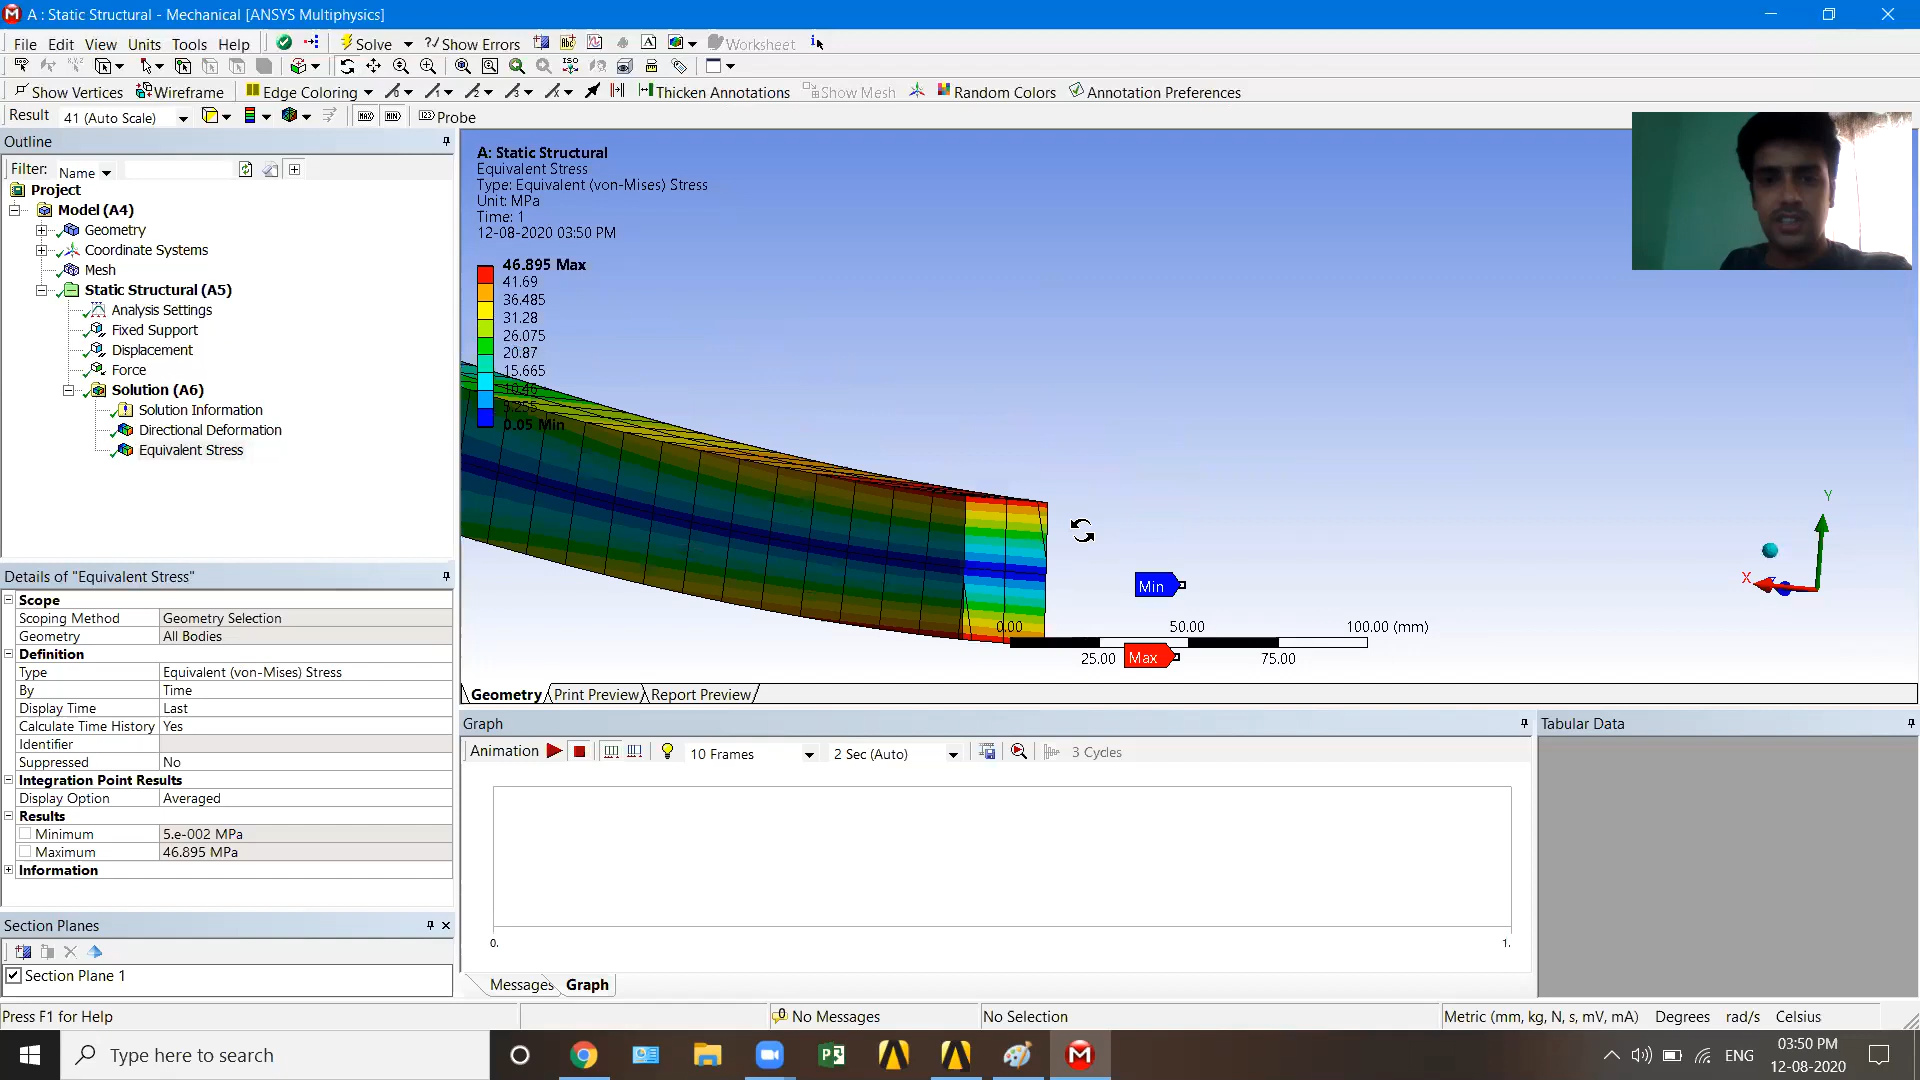 A : Static Structural - Mechanical [ANSYS Multiphysics]
File Edit View Units Tools Help Solve Show Errors Worksheet
Show Vertices Wireframe Edge Coloring Thicken Annotations Show Mesh Random Colors Annotation Preferences
Result 41 (Auto Scale) Probe
Outline
Filter: Name
Project
Model (A4)
Geometry
Coordinate Systems
Mesh
Static Structural (A5)
Analysis Settings
Fixed Support
Displacement
Force
Solution (A6)
Solution Information
Directional Deformation
Equivalent Stress
Details of "Equivalent Stress"
Scope
Scoping Method Geometry Selection
Geometry All Bodies
Definition
Type Equivalent (von-Mises) Stress
By Time
Display Time Last
Calculate Time History Yes
Identifier
Suppressed No
Integration Point Results
Display Option Averaged
Results
Minimum 5.e-002 MPa
Maximum 46.895 MPa
Information
Section Planes
Section Plane 1
A: Static Structural
Equivalent Stress
Type: Equivalent (von-Mises) Stress
Unit: MPa
Time: 1
12-08-2020 03:50 PM
46.895 Max
41.69
36.485
31.28
26.075
20.87
15.665
10.46
5.255
0.05 Min
Y
X
Min
Max
0.00 50.00 100.00 (mm)
25.00 75.00
Geometry Print Preview Report Preview
Graph
Animation 10 Frames 2 Sec (Auto) 3 Cycles
0. 1.
Messages Graph
Tabular Data
Press F1 for Help 0 No Messages No Selection Metric (mm, kg, N, s, mV, mA) Degrees rad/s Celsius
Type here to search
ENG
03:50 PM
12-08-2020